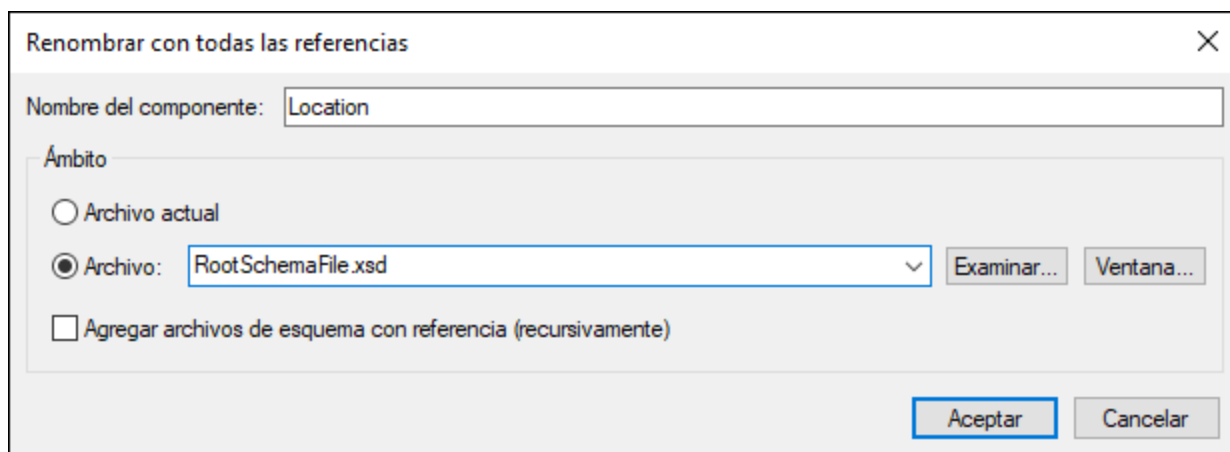 Renombrar con todas las referencias
Nombre del componente: Location
Ámbito
Archivo actual
Archivo: RootSchemaFile.xsd Examinar... Ventana...
Agregar archivos de esquema con referencia (recursivamente)
Aceptar Cancelar